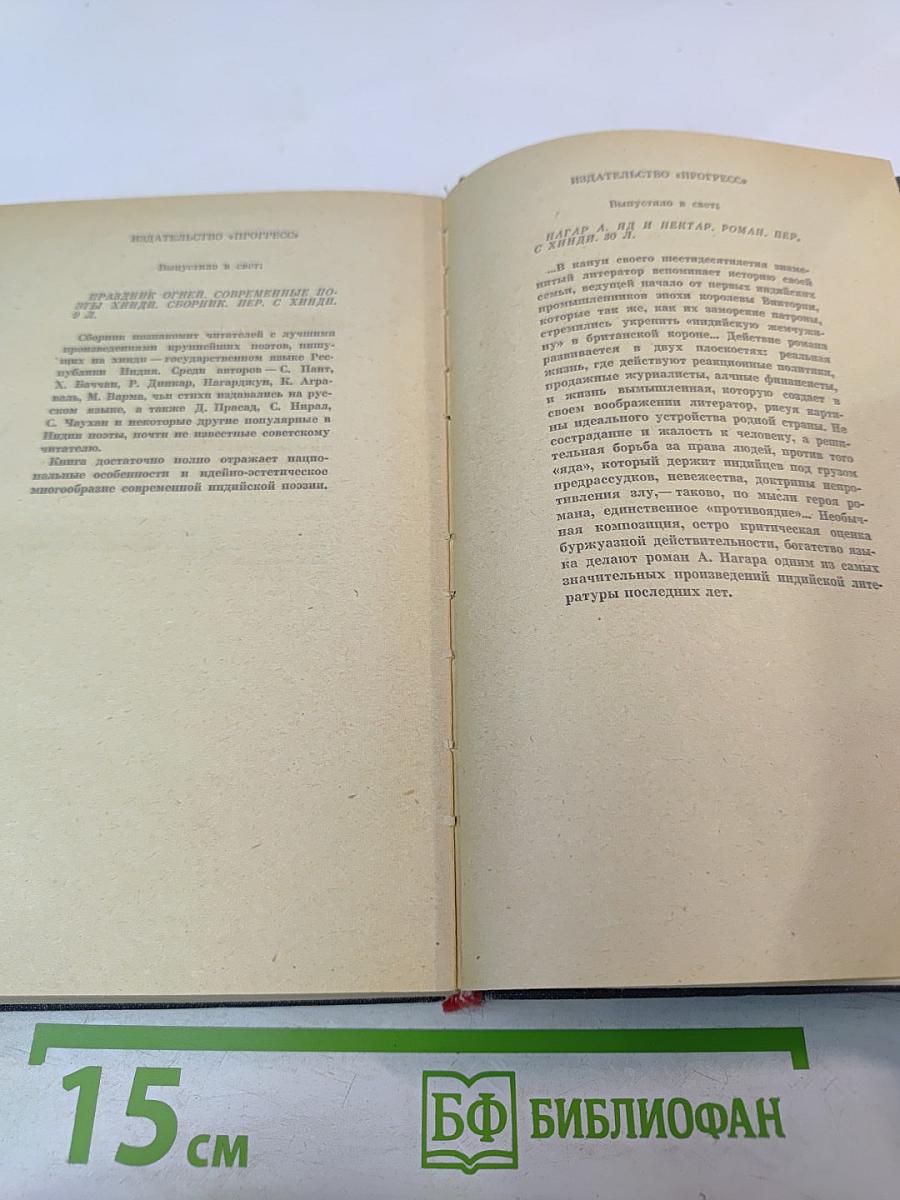 ИЗДАТЕЛЬСТВО «ПРОГРЕСС»
Выпустило в свет:
ПРАЗДНИК ОГНЕЙ. СОВРЕМЕННЫЕ ПО-
ЭТЫ ХИНДИ. СБОРНИК. ПЕР. С ХИНДИ.
9 Л.
Сборник познакомит читателей с лучшими
произведениями крупнейших поэтов, пишу-
щих на хинди — государственном языке Рес-
публики Индия. Среди авторов — С. Пант,
Х. Баччан, Р. Динкар, Нагарджун, К. Агра-
валь, М. Варма, чьи стихи издавались на рус-
ском языке, а также Д. Прасад, С. Нирал,
С. Чаухан и некоторые другие популярные в
Индии поэты, почти не известные советскому
читателю.
Книга достаточно полно отражает нацио-
нальные особенности и идейно-эстетическое
многообразие современной индийской поэзии.
ИЗДАТЕЛЬСТВО «ПРОГРЕСС»
Выпустило в свет:
НАГАР А. ЯД И НЕКТАР. РОМАН. ПЕР.
С ХИНДИ. 30 Л.
...В канун своего шестидесятилетия знаме-
нитый литератор вспоминает историю своей
семьи, ведущей начало от первых индийских
промышленников эпохи королевы Виктории,
которые так же, как их заморские патроны,
стремились укрепить «индийскую жемчужи-
ну» в британской короне... Действие романа
развивается в двух плоскостях: реальная
жизнь, где действуют реакционные политики,
продажные журналисты, алчные финансисты,
и жизнь вымышленная, которую создает в
своем воображении литератор, рисуя карти-
ны идеального устройства родной страны. Не
сострадание и жалость к человеку, а реши-
тельная борьба за права людей, против того
«яда», который держит индийцев под грузом
предрассудков, невежества, доктрины непро-
тивления злу,— таково, по мысли героя ро-
мана, единственное «противоядие»... Необыч-
ная композиция, остро критическая оценка
буржуазной действительности, богатство язы-
ка делают роман А. Нагара одним из самых
значительных произведений индийской лите-
ратуры последних лет.
15 см
БФ БИБЛИОФАН